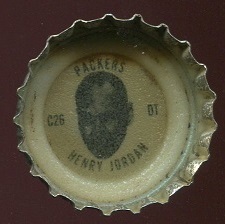 PACKERS
C26
DT
HENRY JORDAN